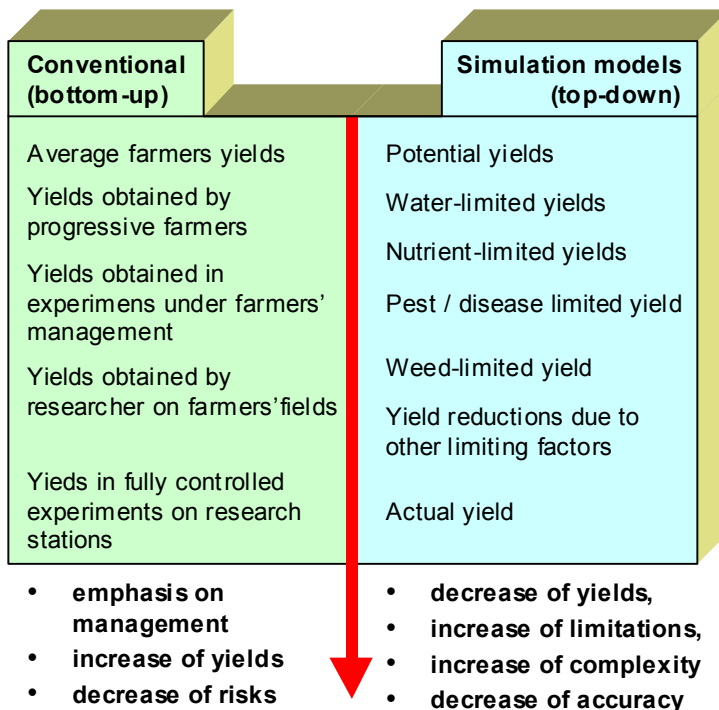 Conventional
(bottom-up)
Average farmers yields
Yields obtained by
progressive farmers
Yields obtained in
experimens under farmers'
management
Yields obtained by
researcher on farmers'fields
Yieds in fully controlled
experiments on research
stations
• emphasis on
management
• increase of yields
• decrease of risks
Simulation models
(top-down)
Potential yields
Water-limited yields
Nutrient-limited yields
Pest / disease limited yield
Weed-limited yield
Yield reductions due to
other limiting factors
Actual yield
• decrease of yields,
• increase of limitations,
• increase of complexity
• decrease of accuracy